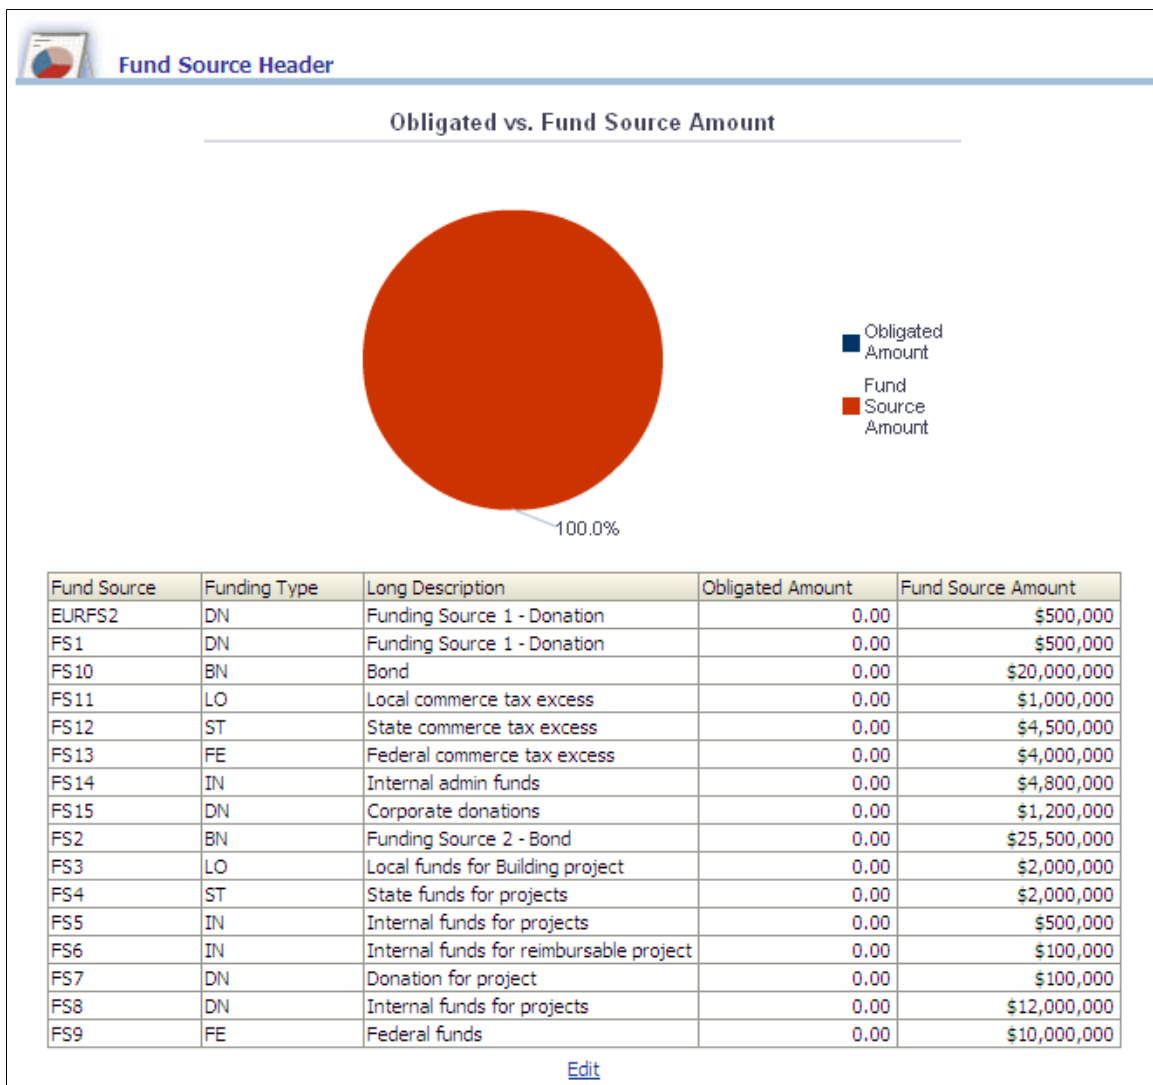 Fund Source Header
Obligated vs. Fund Source Amount
Obligated
Amount
Fund
Source
Amount
100.0%
Fund Source Funding Type Long Description Obligated Amount Fund Source Amount
EURFS2 DN Funding Source 1 - Donation 0.00 $500,000
FS1 DN Funding Source 1 - Donation 0.00 $500,000
FS10 BN Bond 0.00 $20,000,000
FS11 LO Local commerce tax excess 0.00 $1,000,000
FS12 ST State commerce tax excess 0.00 $4,500,000
FS13 FE Federal commerce tax excess 0.00 $4,000,000
FS14 IN Internal admin funds 0.00 $4,800,000
FS15 DN Corporate donations 0.00 $1,200,000
FS2 BN Funding Source 2 - Bond 0.00 $25,500,000
FS3 LO Local funds for Building project 0.00 $2,000,000
FS4 ST State funds for projects 0.00 $2,000,000
FS5 IN Internal funds for projects 0.00 $500,000
FS6 IN Internal funds for reimbursable project 0.00 $100,000
FS7 DN Donation for project 0.00 $100,000
FS8 DN Internal funds for projects 0.00 $12,000,000
FS9 FE Federal funds 0.00 $10,000,000
Edit